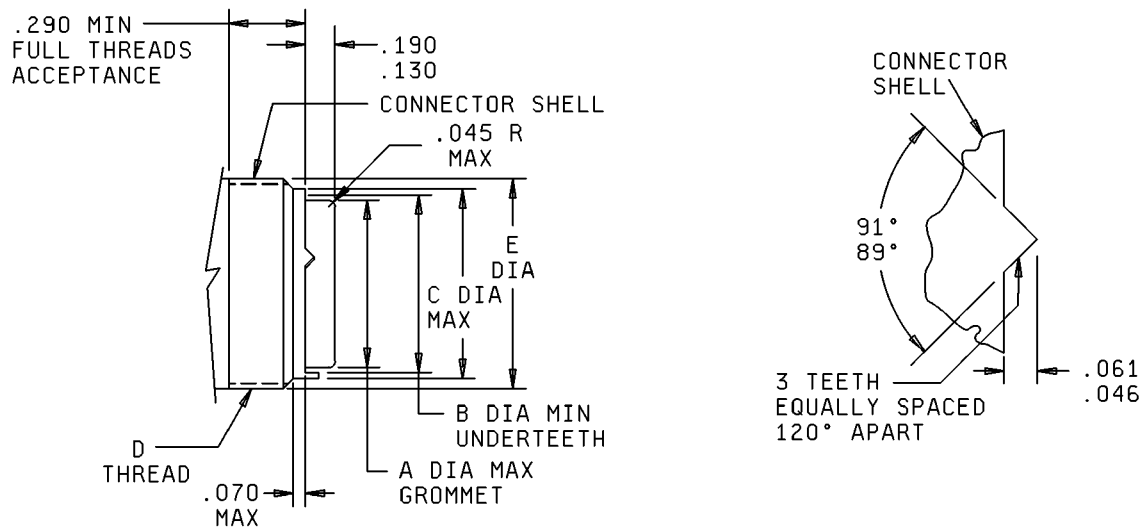 .290 MIN
FULL THREADS
ACCEPTANCE
.190
.130
CONNECTOR SHELL
.045 R
MAX
E
DIA
C DIA
MAX
B DIA MIN
UNDERTEETH
A DIA MAX
GROMMET
D
THREAD
.070
MAX
CONNECTOR
SHELL
91°
89°
3 TEETH
EQUALLY SPACED
120° APART
.061
.046